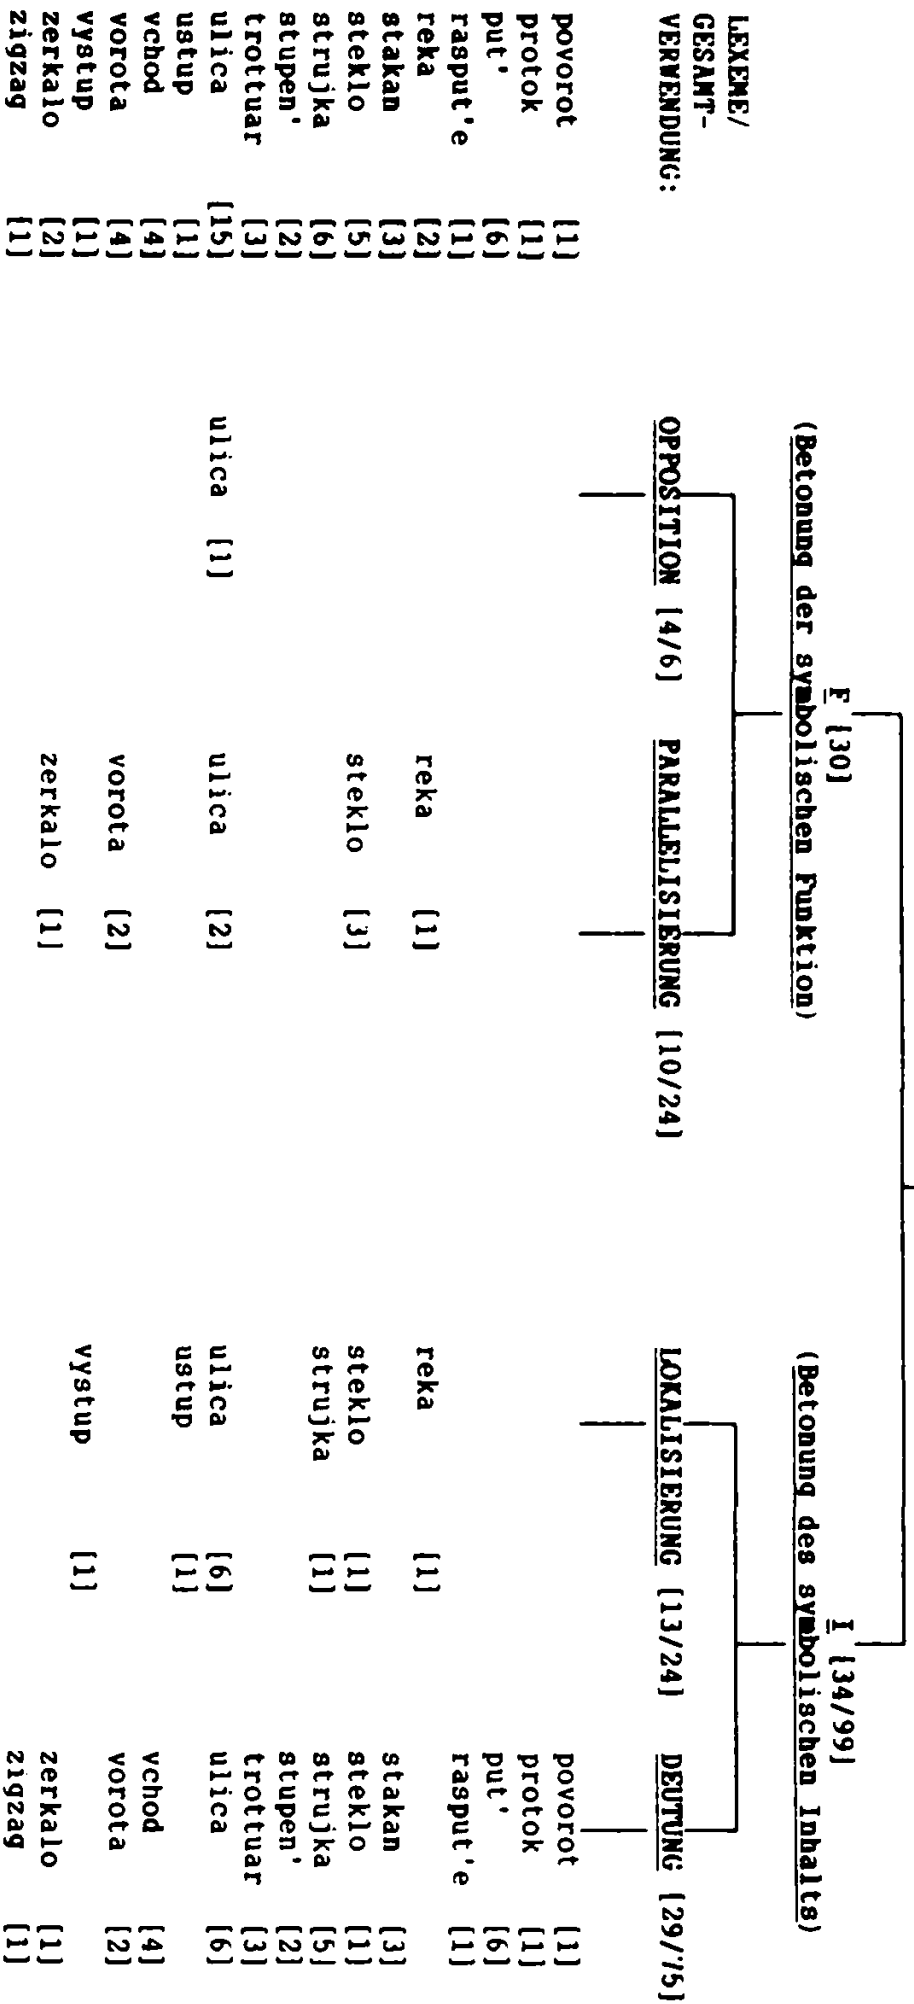 F [30] I [34/99]
(Betonung der symbolischen Funktion) (Betonung des symbolischen Inhalts)
LEXEME/
GESAMT-
VERWENDUNG: OPPOSITION [4/6] PARALLELISIERUNG [10/24] LOKALISIERUNG [13/24] DEUTUNG [29/75]
povorot [1] povorot [1]
protok [1] protok [1]
put' [6] put' [6]
rasput'e [1] rasput'e [1]
reka [2] reka [1] reka [1]
stakan [3] stakan [3]
steklo [5] steklo [3] steklo [1] steklo [1]
strujka [6] strujka [1] strujka [5]
stupen' [2] stupen' [2]
trottuar [3] trottuar [3]
ulica [15] ulica [1] ulica [2] ulica [6] ulica [6]
ustup [1] ustup [1]
vchod [4] vchod [4]
vorota [4] vorota [2] vorota [2]
vystup [1] vystup [1]
zerkalo [2] zerkalo [1] zerkalo [1]
zigzag [1] zigzag [1]